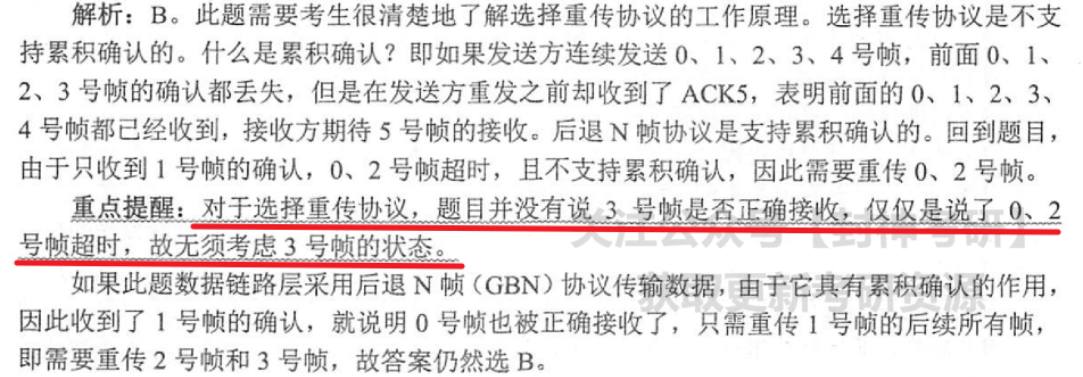 解析：B。此题需要考生很清楚地了解选择重传协议的工作原理。选择重传协议是不支
持累积确认的。什么是累积确认？即如果发送方连续发送 0、1、2、3、4 号帧，前面 0、1、
2、3 号帧的确认都丢失，但是在发送方重发之前却收到了 ACK5，表明前面的 0、1、2、3、
4 号帧都已经收到，接收方期待 5 号帧的接收。后退 N 帧协议是支持累积确认的。回到题目，
由于只收到 1 号帧的确认，0、2 号帧超时，且不支持累积确认，因此需要重传 0、2 号帧。
重点提醒：对于选择重传协议，题目并没有说 3 号帧是否正确接收，仅仅是说了 0、2
关注公众号【封神考研】
号帧超时，故无须考虑 3 号帧的状态。
如果此题数据链路层采用后退 N 帧（GBN）协议传输数据，由于它具有累积确认的作用，
获取更新考研资源
因此收到了 1 号帧的确认，就说明 0 号帧也被正确接收了，只需重传 1 号帧的后续所有帧，
即需要重传 2 号帧和 3 号帧，故答案仍然选 B。